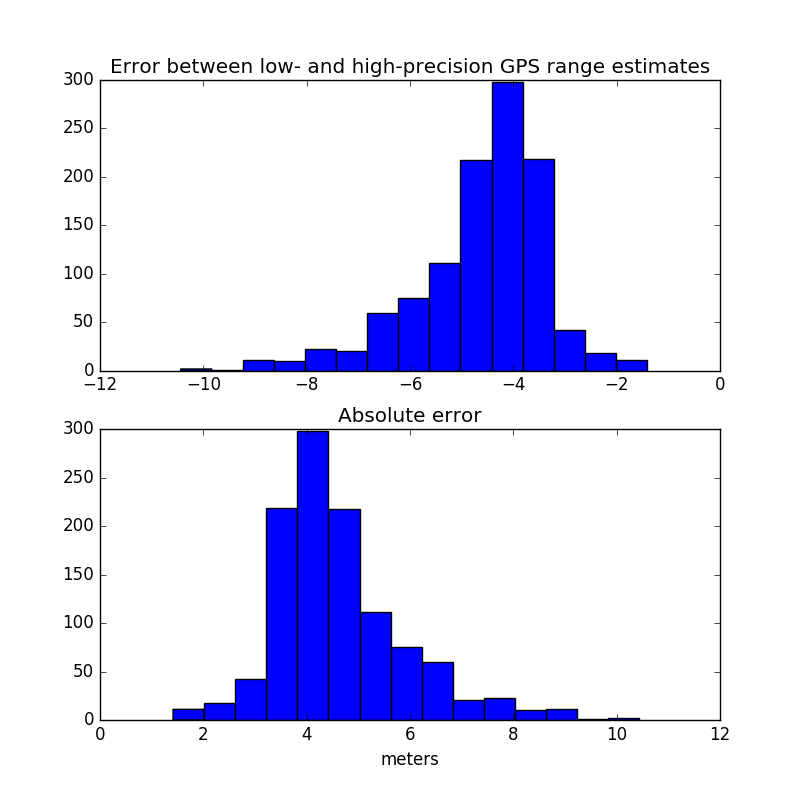 Error between low- and high-precision GPS range estimates
300
250
200
150
100
50
0
−12 −10 −8 −6 −4 −2 0
Absolute error
300
250
200
150
100
50
0
0 2 4 6 8 10 12
meters